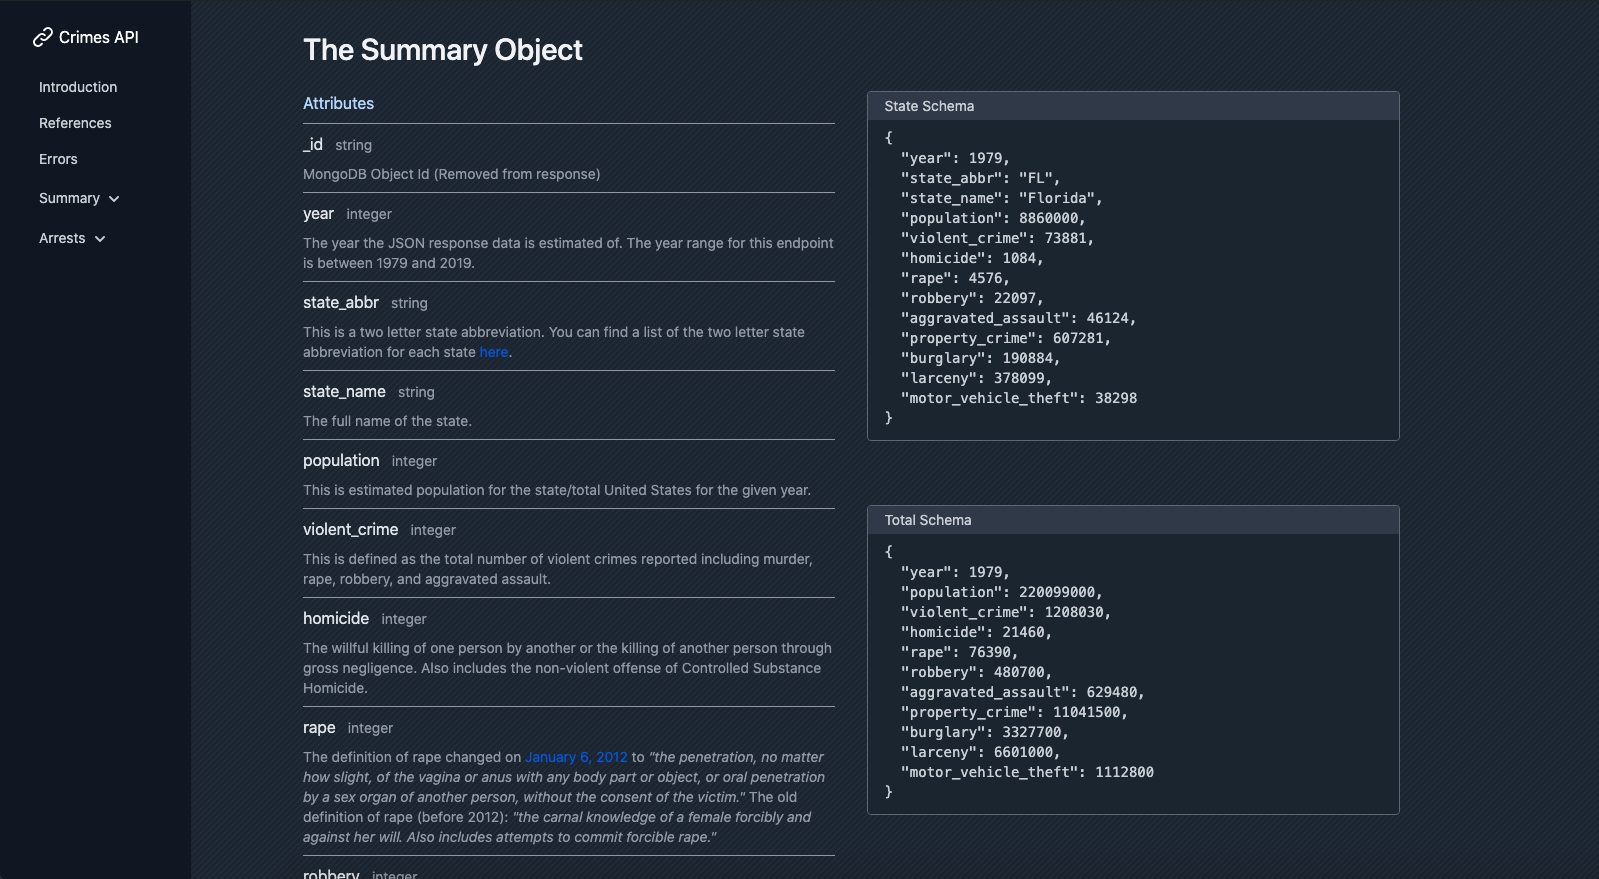 Crimes API
Introduction
References
Errors
Summary
Arrests
The Summary Object
Attributes
_id string
MongoDB Object Id (Removed from response)
year integer
The year the JSON response data is estimated of. The year range for this endpoint
is between 1979 and 2019.
state_abbr string
This is a two letter state abbreviation. You can find a list of the two letter state
abbreviation for each state here.
state_name string
The full name of the state.
population integer
This is estimated population for the state/total United States for the given year.
violent_crime integer
This is defined as the total number of violent crimes reported including murder,
rape, robbery, and aggravated assault.
homicide integer
The willful killing of one person by another or the killing of another person through
gross negligence. Also includes the non-violent offense of Controlled Substance
Homicide.
rape integer
The definition of rape changed on January 6, 2012 to "the penetration, no matter
how slight, of the vagina or anus with any body part or object, or oral penetration
by a sex organ of another person, without the consent of the victim." The old
definition of rape (before 2012): "the carnal knowledge of a female forcibly and
against her will. Also includes attempts to commit forcible rape."
robbery integer
State Schema
{
"year": 1979,
"state_abbr": "FL",
"state_name": "Florida",
"population": 8860000,
"violent_crime": 73881,
"homicide": 1084,
"rape": 4576,
"robbery": 22097,
"aggravated_assault": 46124,
"property_crime": 607281,
"burglary": 190884,
"larceny": 378099,
"motor_vehicle_theft": 38298
}
Total Schema
{
"year": 1979,
"population": 220099000,
"violent_crime": 1208030,
"homicide": 21460,
"rape": 76390,
"robbery": 480700,
"aggravated_assault": 629480,
"property_crime": 11041500,
"burglary": 3327700,
"larceny": 6601000,
"motor_vehicle_theft": 1112800
}